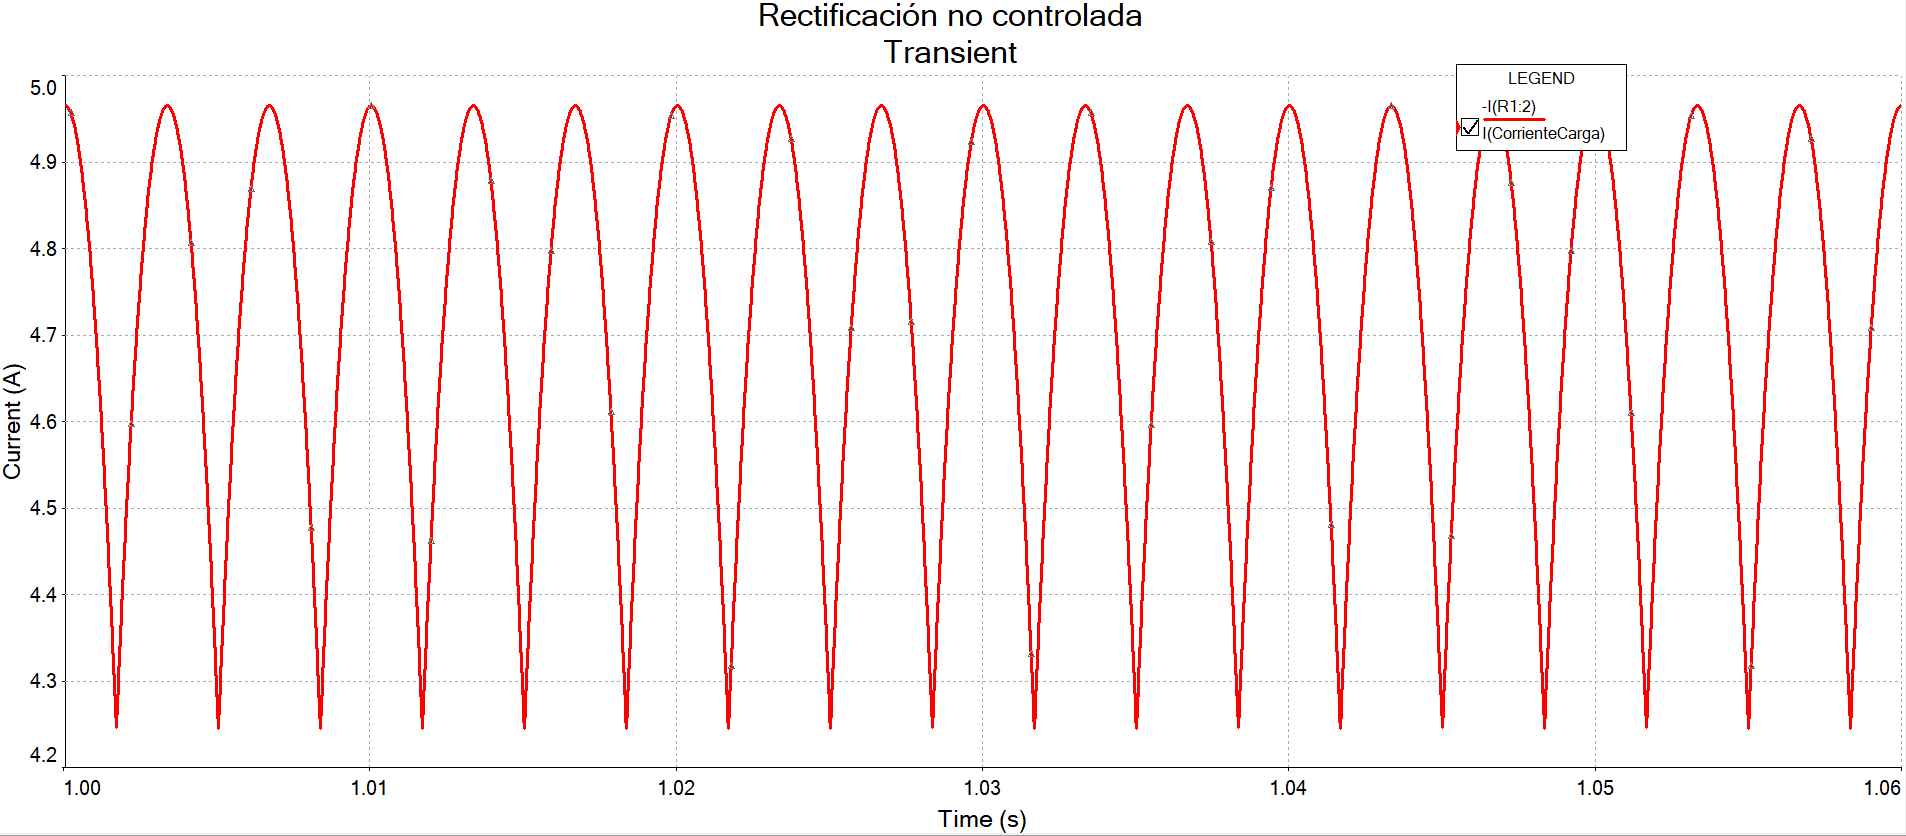 Rectificación no controlada
Transient
LEGEND
-I(R1:2)
I(CorrienteCarga)
5.0
4.9
4.8
4.7
4.6
4.5
4.4
4.3
4.2
Current (A)
1.00 1.01 1.02 1.03 1.04 1.05 1.06
Time (s)